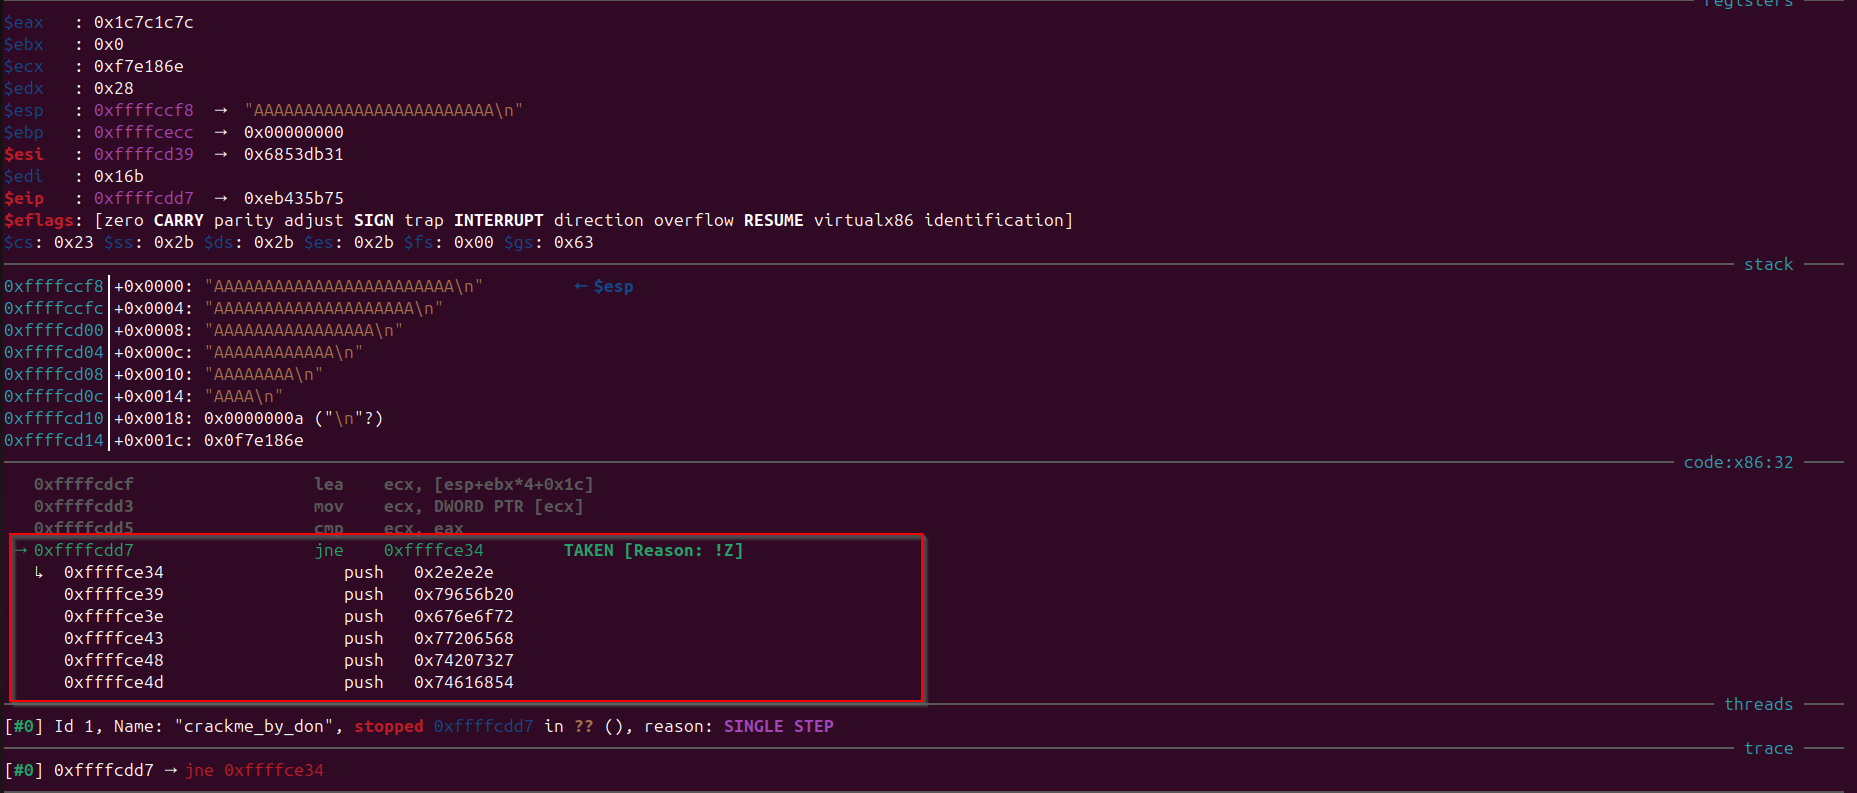 registers
$eax   : 0x1c7c1c7c
$ebx   : 0x0
$ecx   : 0xf7e186e
$edx   : 0x28
$esp   : 0xffffccf8  →  "AAAAAAAAAAAAAAAAAAAAAAAA\n"
$ebp   : 0xffffcecc  →  0x00000000
$esi   : 0xffffcd39  →  0x6853db31
$edi   : 0x16b
$eip   : 0xffffcdd7  →  0xeb435b75
$eflags: [zero CARRY parity adjust SIGN trap INTERRUPT direction overflow RESUME virtualx86 identification]
$cs: 0x23 $ss: 0x2b $ds: 0x2b $es: 0x2b $fs: 0x00 $gs: 0x63
stack
0xffffccf8│+0x0000: "AAAAAAAAAAAAAAAAAAAAAAAA\n"         ← $esp
0xffffccfc│+0x0004: "AAAAAAAAAAAAAAAAAAAA\n"
0xffffcd00│+0x0008: "AAAAAAAAAAAAAAAA\n"
0xffffcd04│+0x000c: "AAAAAAAAAAAA\n"
0xffffcd08│+0x0010: "AAAAAAAA\n"
0xffffcd0c│+0x0014: "AAAA\n"
0xffffcd10│+0x0018: 0x0000000a ("\n"?)
0xffffcd14│+0x001c: 0x0f7e186e
code:x86:32
0xffffcdcf                  lea    ecx, [esp+ebx*4+0x1c]
0xffffcdd3                  mov    ecx, DWORD PTR [ecx]
0xffffcdd5                  cmp    ecx, eax
→ 0xffffcdd7                  jne    0xffffce34        TAKEN [Reason: !Z]
↳  0xffffce34                  push   0x2e2e2e
0xffffce39                  push   0x79656b20
0xffffce3e                  push   0x676e6f72
0xffffce43                  push   0x77206568
0xffffce48                  push   0x74207327
0xffffce4d                  push   0x74616854
threads
[#0] Id 1, Name: "crackme_by_don", stopped 0xffffcdd7 in ?? (), reason: SINGLE STEP
trace
[#0] 0xffffcdd7 → jne 0xffffce34